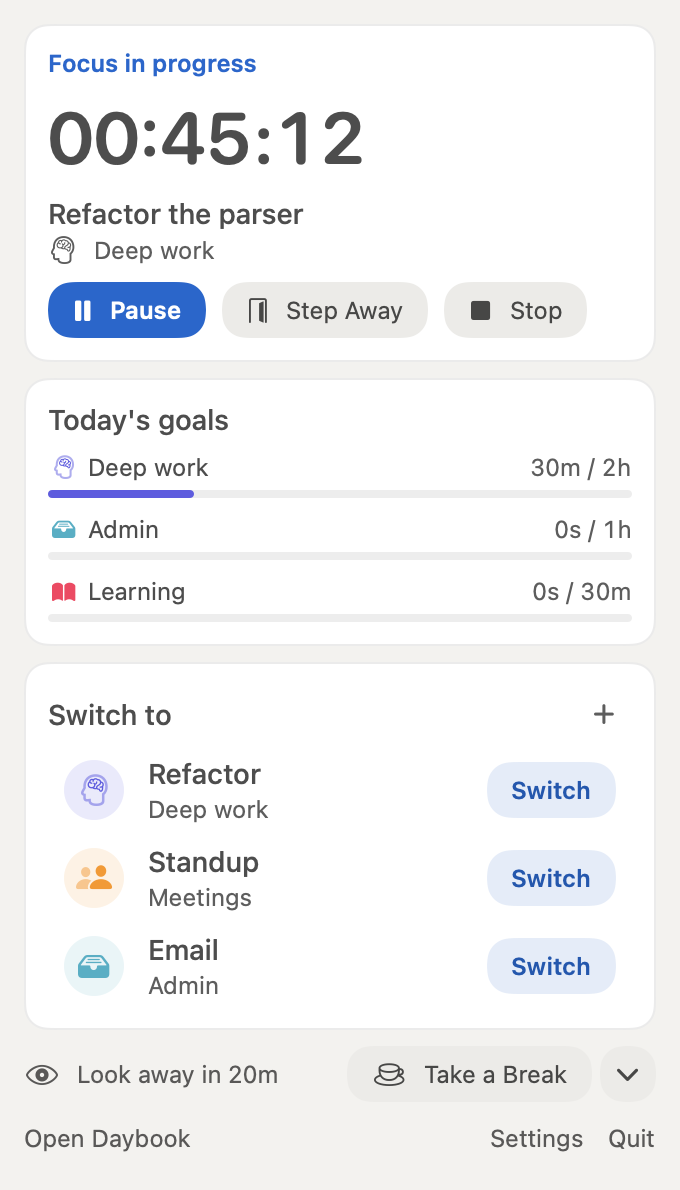 Focus in progress
00:45:12
Refactor the parser
Deep work
Pause
Step Away
Stop
Today's goals
Deep work 30m / 2h
Admin 0s / 1h
Learning 0s / 30m
Switch to
Refactor
Deep work
Switch
Standup
Meetings
Switch
Email
Admin
Switch
Look away in 20m
Take a Break
Open Daybook
Settings
Quit